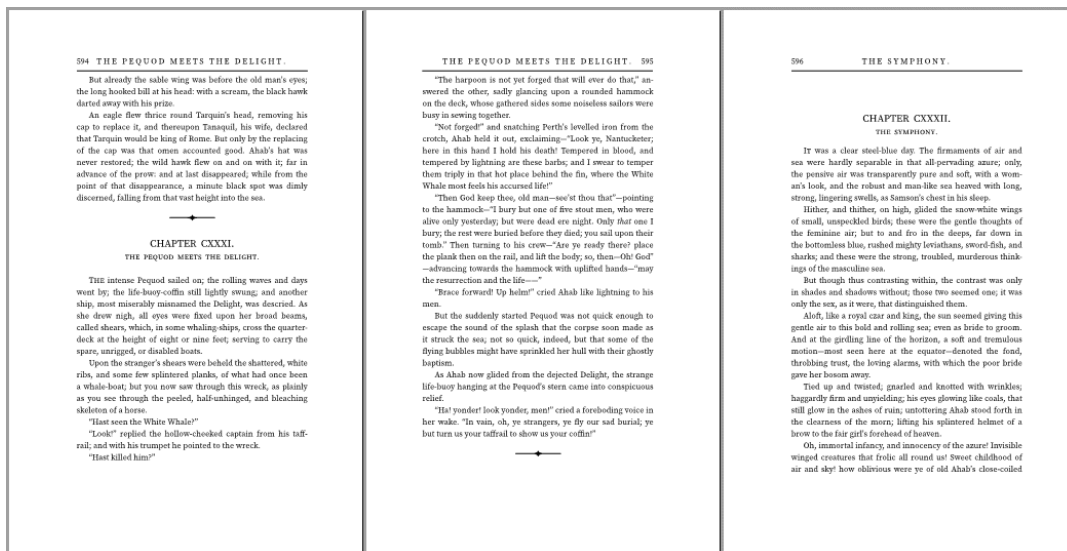 594 THE PEQUOD MEETS THE DELIGHT.
But already the sable wing was before the old man's eyes;
the long hooked bill at his head: with a scream, the black hawk
darted away with his prize.
An eagle flew thrice round Tarquin's head, removing his
cap to replace it, and thereupon Tanaquil, his wife, declared
that Tarquin would be king of Rome. But only by the replacing
of the cap was that omen accounted good. Ahab's hat was
never restored; the wild hawk flew on and on with it; far in
advance of the prow: and at last disappeared; while from the
point of that disappearance, a minute black spot was dimly
discerned, falling from that vast height into the sea.
CHAPTER CXXXI.
THE PEQUOD MEETS THE DELIGHT.
THE intense Pequod sailed on; the rolling waves and days
went by; the life-buoy-coffin still lightly swung; and another
ship, most miserably misnamed the Delight, was descried. As
she drew nigh, all eyes were fixed upon her broad beams,
called shears, which, in some whaling-ships, cross the quarter-
deck at the height of eight or nine feet; serving to carry the
spare, unrigged, or disabled boats.
Upon the stranger's shears were beheld the shattered, white
ribs, and some few splintered planks, of what had once been
a whale-boat; but you now saw through this wreck, as plainly
as you see through the peeled, half-unhinged, and bleaching
skeleton of a horse.
“Hast seen the White Whale?”
“Look!” replied the hollow-cheeked captain from his taff-
rail; and with his trumpet he pointed to the wreck.
“Hast killed him?”
THE PEQUOD MEETS THE DELIGHT. 595
“The harpoon is not yet forged that will ever do that,” an-
swered the other, sadly glancing upon a rounded hammock
on the deck, whose gathered sides some noiseless sailors were
busy in sewing together.
“Not forged!” and snatching Perth's levelled iron from the
crotch, Ahab held it out, exclaiming—“Look ye, Nantucketer;
here in this hand I hold his death! Tempered in blood, and
tempered by lightning are these barbs; and I swear to temper
them triply in that hot place behind the fin, where the White
Whale most feels his accursed life!”
“Then God keep thee, old man—see'st thou that”—pointing
to the hammock—“I bury but one of five stout men, who were
alive only yesterday; but were dead ere night. Only that one I
bury; the rest were buried before they died; you sail upon their
tomb.” Then turning to his crew—“Are ye ready there? place
the plank then on the rail, and lift the body; so, then—Oh! God”
—advancing towards the hammock with uplifted hands—“may
the resurrection and the life——”
“Brace forward! Up helm!” cried Ahab like lightning to his
men.
But the suddenly started Pequod was not quick enough to
escape the sound of the splash that the corpse soon made as
it struck the sea; not so quick, indeed, but that some of the
flying bubbles might have sprinkled her hull with their ghostly
baptism.
As Ahab now glided from the dejected Delight, the strange
life-buoy hanging at the Pequod's stern came into conspicuous
relief.
“Ha! yonder! look yonder, men!” cried a foreboding voice in
her wake. “In vain, oh, ye strangers, ye fly our sad burial; ye
but turn us your taffrail to show us your coffin!”
596 THE SYMPHONY.
CHAPTER CXXXII.
THE SYMPHONY.
IT was a clear steel-blue day. The firmaments of air and
sea were hardly separable in that all-pervading azure; only,
the pensive air was transparently pure and soft, with a wom-
an's look, and the robust and man-like sea heaved with long,
strong, lingering swells, as Samson's chest in his sleep.
Hither, and thither, on high, glided the snow-white wings
of small, unspeckled birds; these were the gentle thoughts of
the feminine air; but to and fro in the deeps, far down in
the bottomless blue, rushed mighty leviathans, sword-fish, and
sharks; and these were the strong, troubled, murderous think-
ings of the masculine sea.
But though thus contrasting within, the contrast was only
in shades and shadows without; those two seemed one; it was
only the sex, as it were, that distinguished them.
Aloft, like a royal czar and king, the sun seemed giving this
gentle air to this bold and rolling sea; even as bride to groom.
And at the girdling line of the horizon, a soft and tremulous
motion—most seen here at the equator—denoted the fond,
throbbing trust, the loving alarms, with which the poor bride
gave her bosom away.
Tied up and twisted; gnarled and knotted with wrinkles;
haggardly firm and unyielding; his eyes glowing like coals, that
still glow in the ashes of ruin; untottering Ahab stood forth in
the clearness of the morn; lifting his splintered helmet of a
brow to the fair girl's forehead of heaven.
Oh, immortal infancy, and innocency of the azure! Invisible
winged creatures that frolic all round us! Sweet childhood of
air and sky! how oblivious were ye of old Ahab's close-coiled